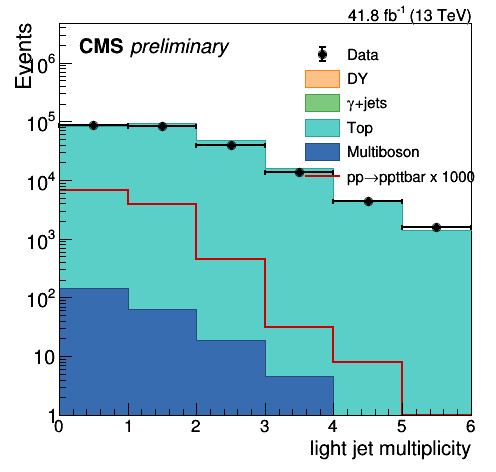 41.8 fb⁻¹ (13 TeV)
CMS preliminary
Events
Data
DY
γ+jets
Top
Multiboson
pp→ppttbar x 1000
10⁶
10⁵
10⁴
10³
10²
10
1
0 1 2 3 4 5 6
light jet multiplicity